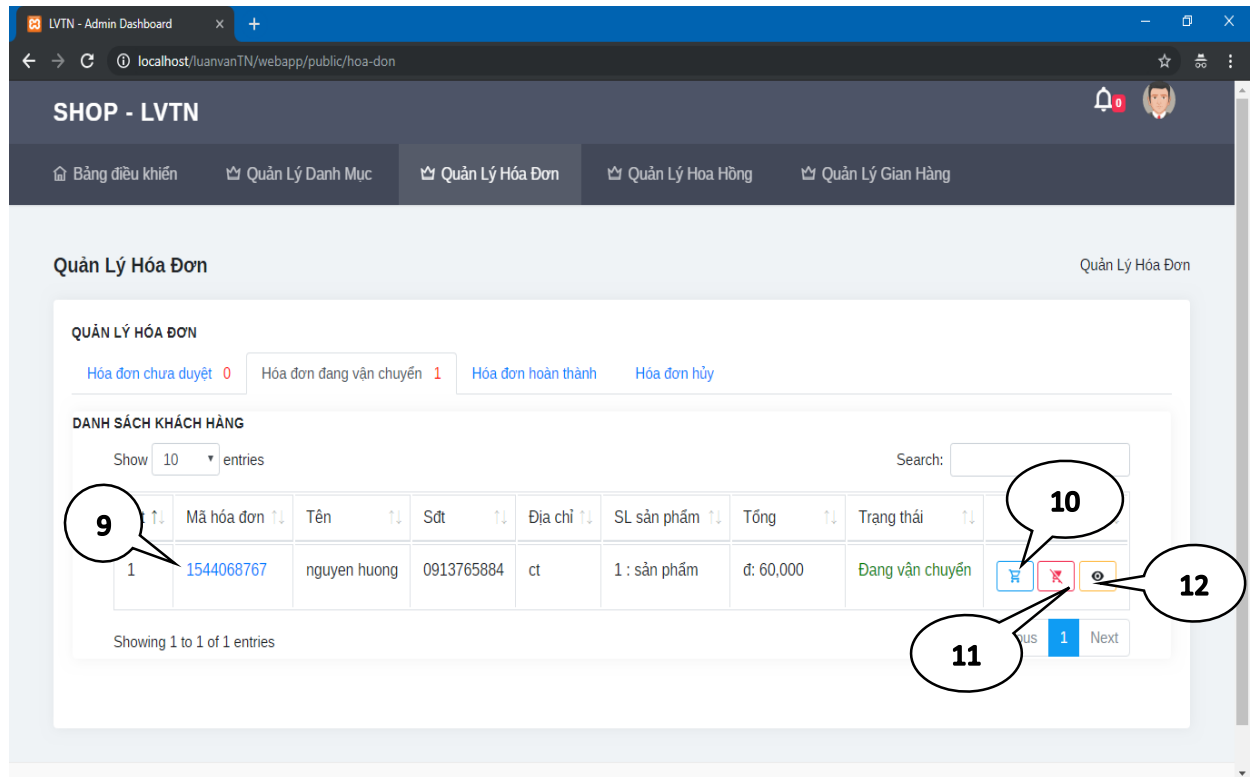 LVTN - Admin Dashboard
localhost/luanvanTN/webapp/public/hoa-don
SHOP - LVTN
0
Bảng điều khiển Quản Lý Danh Mục Quản Lý Hóa Đơn Quản Lý Hoa Hồng Quản Lý Gian Hàng
Quản Lý Hóa Đơn Quản Lý Hóa Đơn
QUẢN LÝ HÓA ĐƠN
Hóa đơn chưa duyệt 0 Hóa đơn đang vận chuyển 1 Hóa đơn hoàn thành Hóa đơn hủy
DANH SÁCH KHÁCH HÀNG
Show 10 entries Search:
9 Mã hóa đơn Tên Sđt Địa chỉ SL sản phẩm Tổng Trạng thái 10
1 1544068767 nguyen huong 0913765884 ct 1 : sản phẩm đ: 60,000 Đang vận chuyển
12
Showing 1 to 1 of 1 entries 1 Next
11